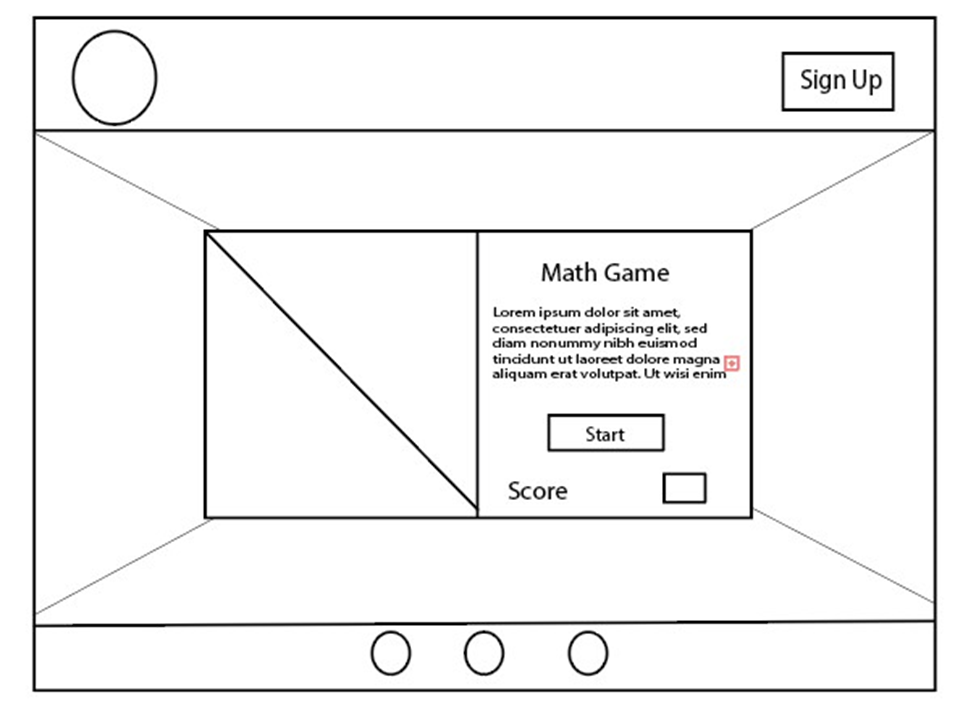 Sign Up
Math Game
Lorem ipsum dolor sit amet,
consectetuer adipiscing elit, sed
diam nonummy nibh euismod
tincidunt ut laoreet dolore magna
aliquam erat volutpat. Ut wisi enim
Start
Score